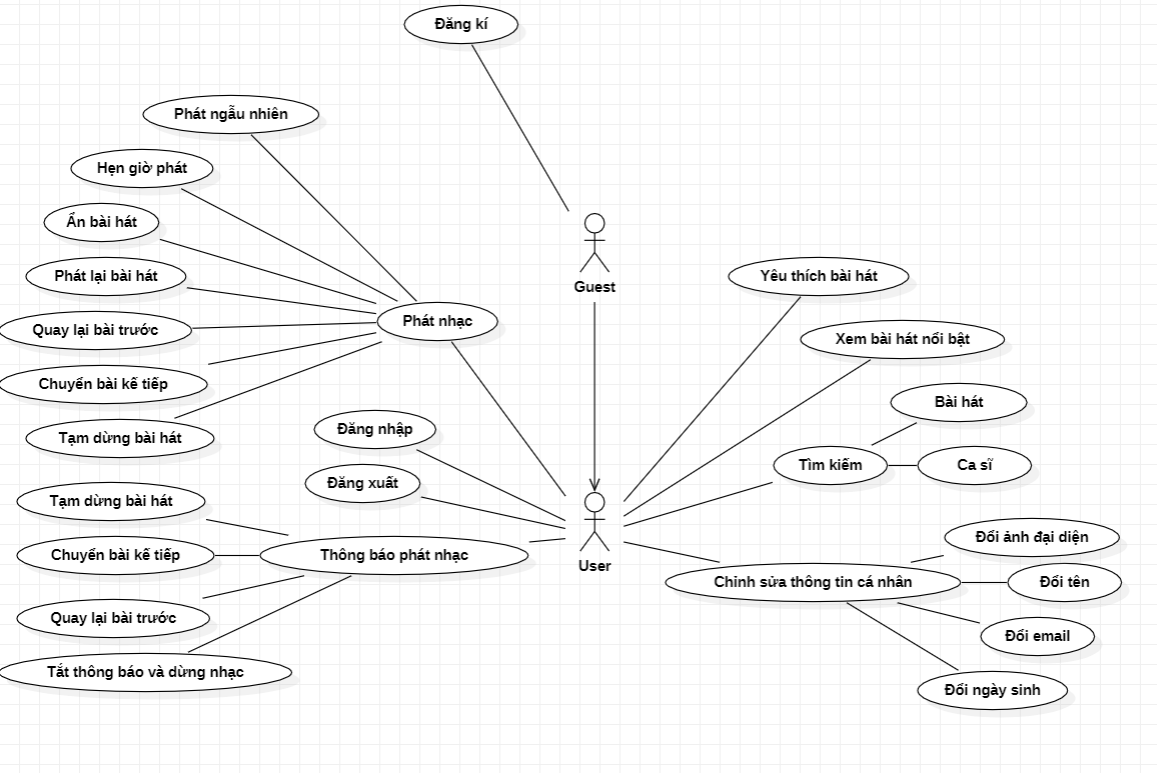 Đăng kí
Phát ngẫu nhiên
Hẹn giờ phát
Ẩn bài hát
Phát lại bài hát
Quay lại bài trước
Chuyển bài kế tiếp
Tạm dừng bài hát
Phát nhạc
Guest
Yêu thích bài hát
Xem bài hát nổi bật
Bài hát
Tìm kiếm
Ca sĩ
Đăng nhập
Đăng xuất
Tạm dừng bài hát
Chuyển bài kế tiếp
Thông báo phát nhạc
Quay lại bài trước
Tắt thông báo và dừng nhạc
User
Chỉnh sửa thông tin cá nhân
Đổi ảnh đại diện
Đổi tên
Đổi email
Đổi ngày sinh